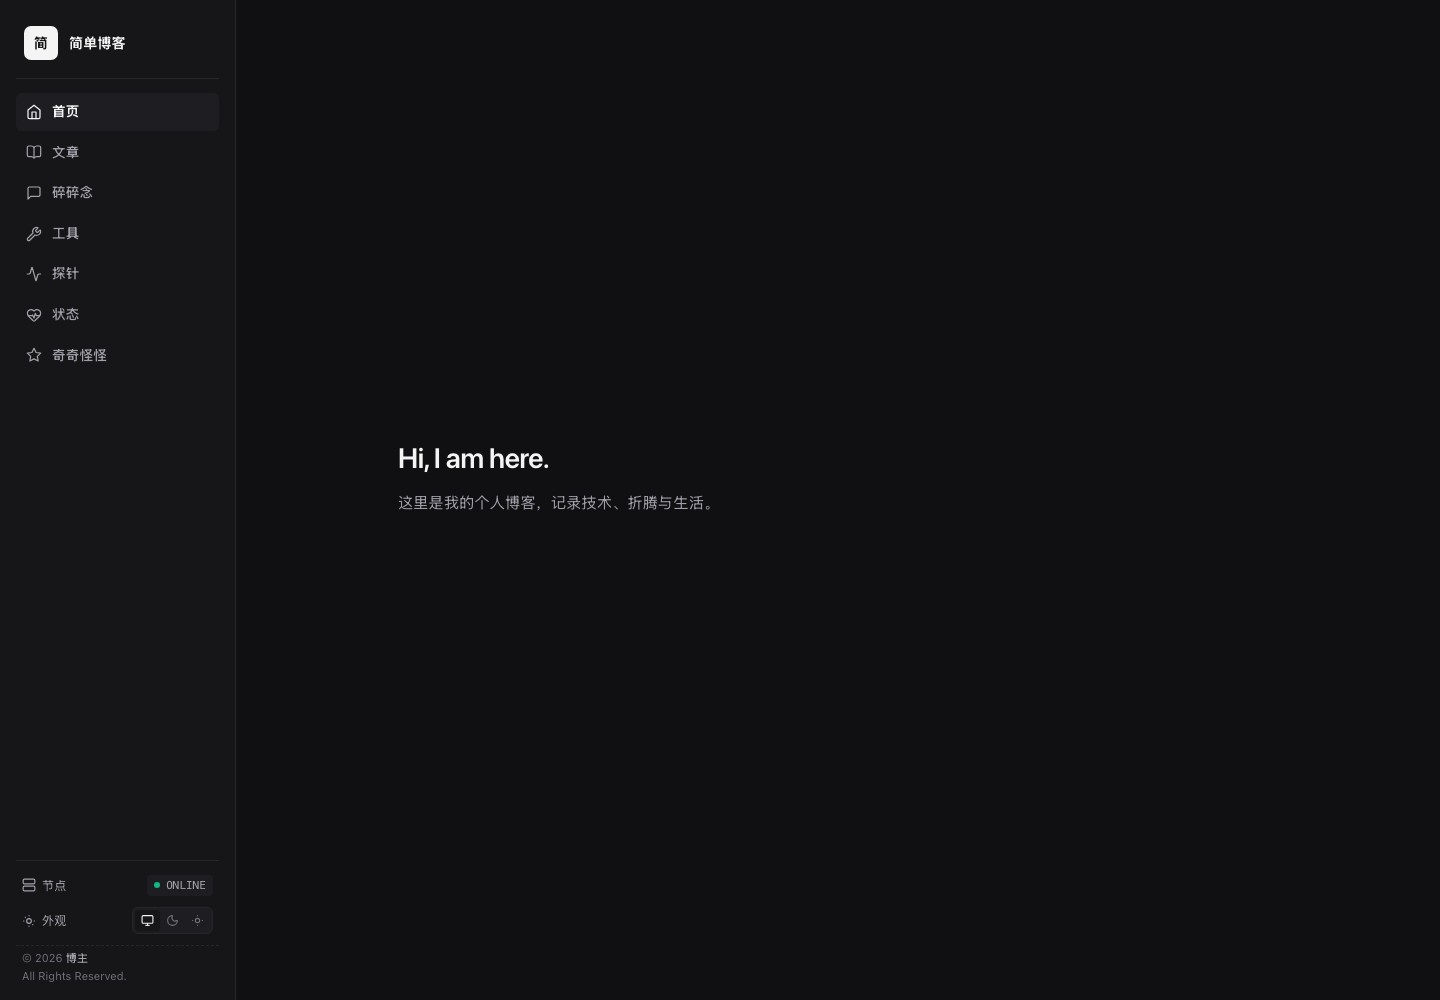 简 简单博客
首页
文章
碎碎念
工具
探针
状态
奇奇怪怪
Hi, I am here.
这里是我的个人博客，记录技术、折腾与生活。
节点 ONLINE
外观
© 2026 博主
All Rights Reserved.